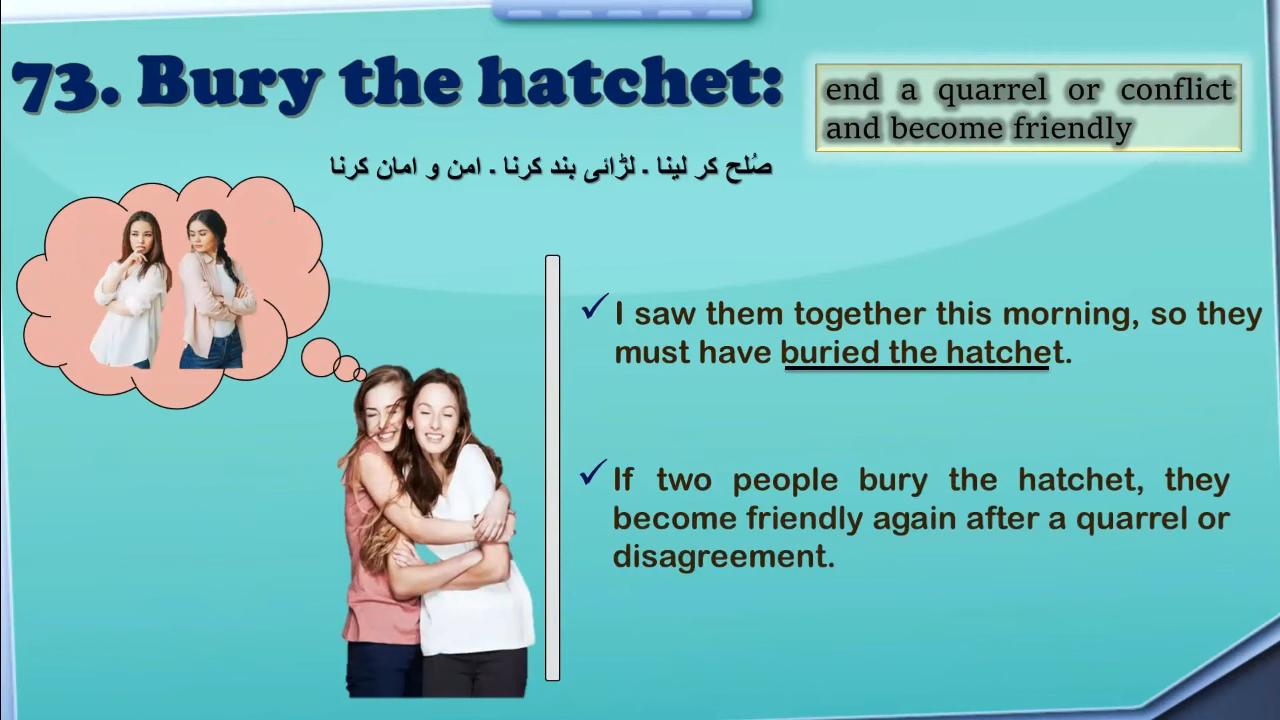 73. Bury the hatchet:
end a quarrel or conflict
and become friendly
صُلح کر لینا ۔ لڑائی بند کرنا ۔ امن و امان کرنا
✓ I saw them together this morning, so they
must have buried the hatchet.
✓ If two people bury the hatchet, they
become friendly again after a quarrel or
disagreement.